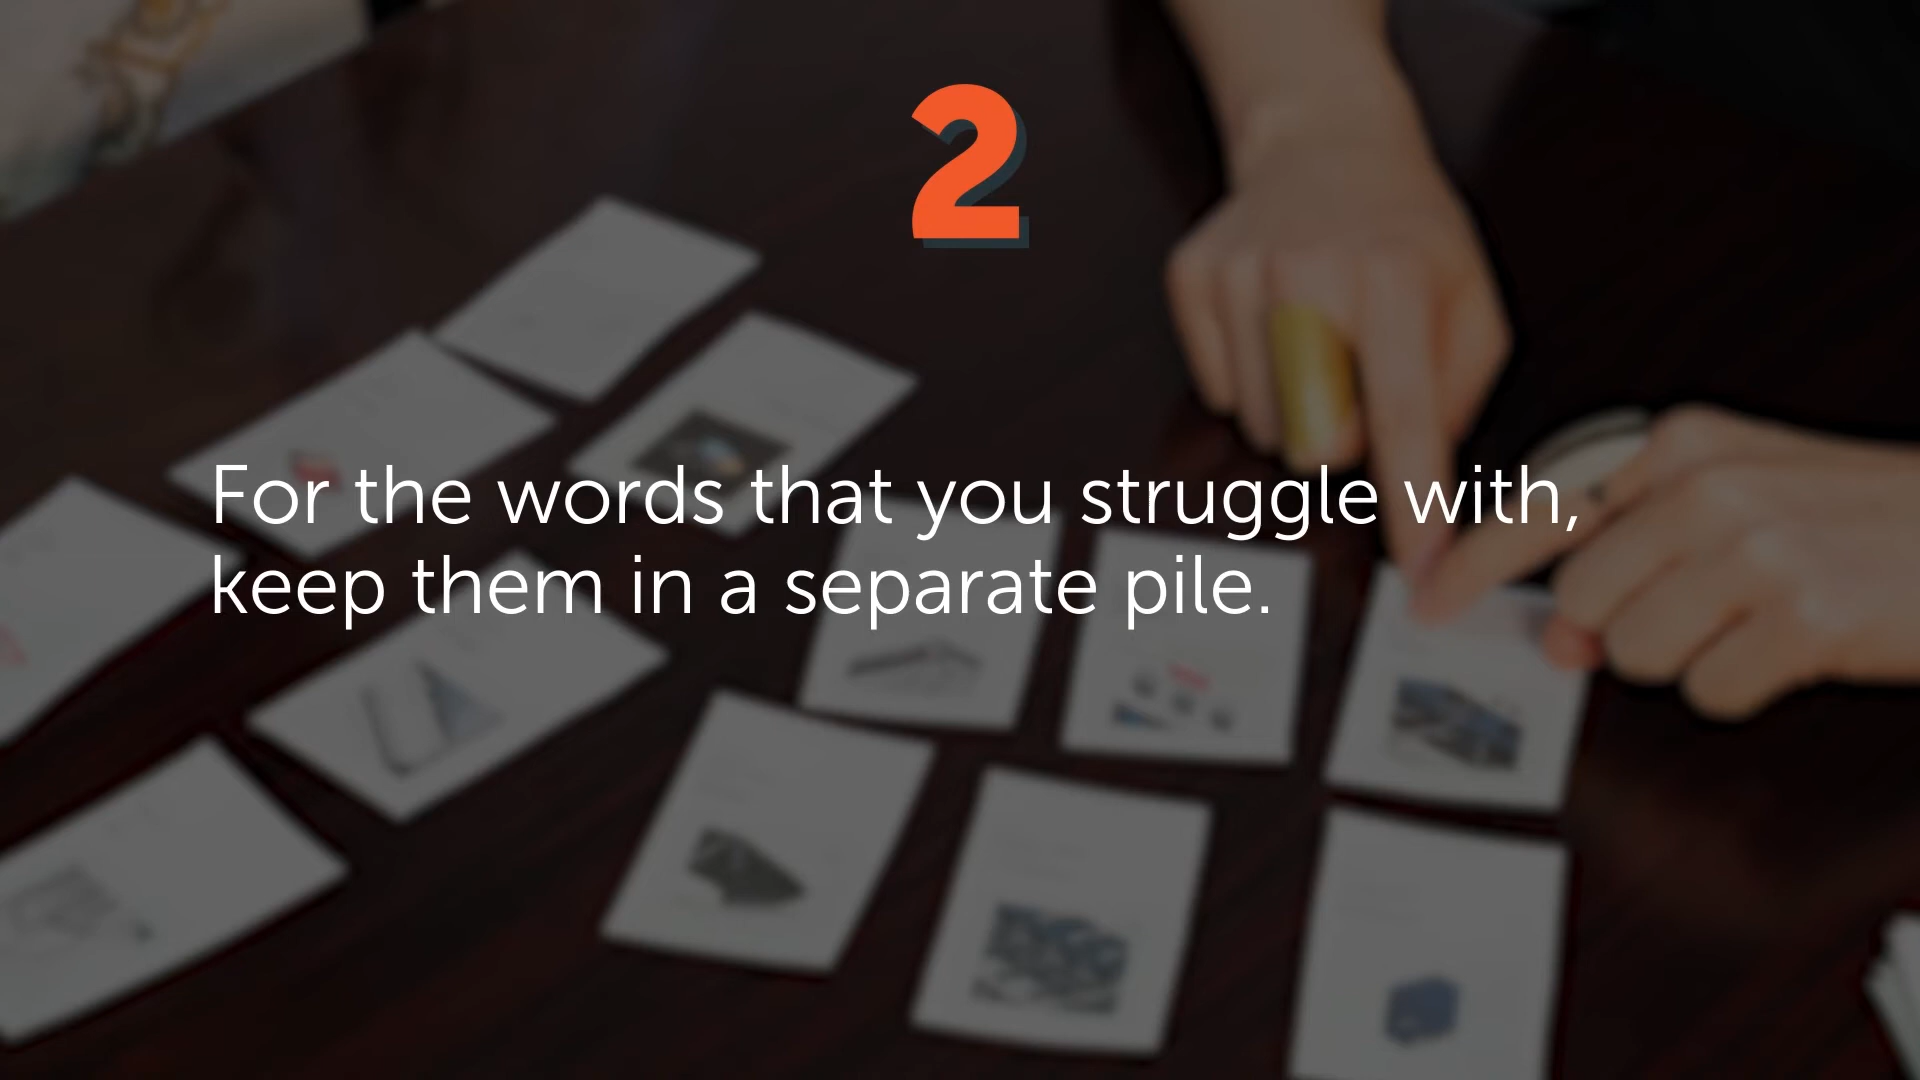 2
For the words that you struggle with,
keep them in a separate pile.